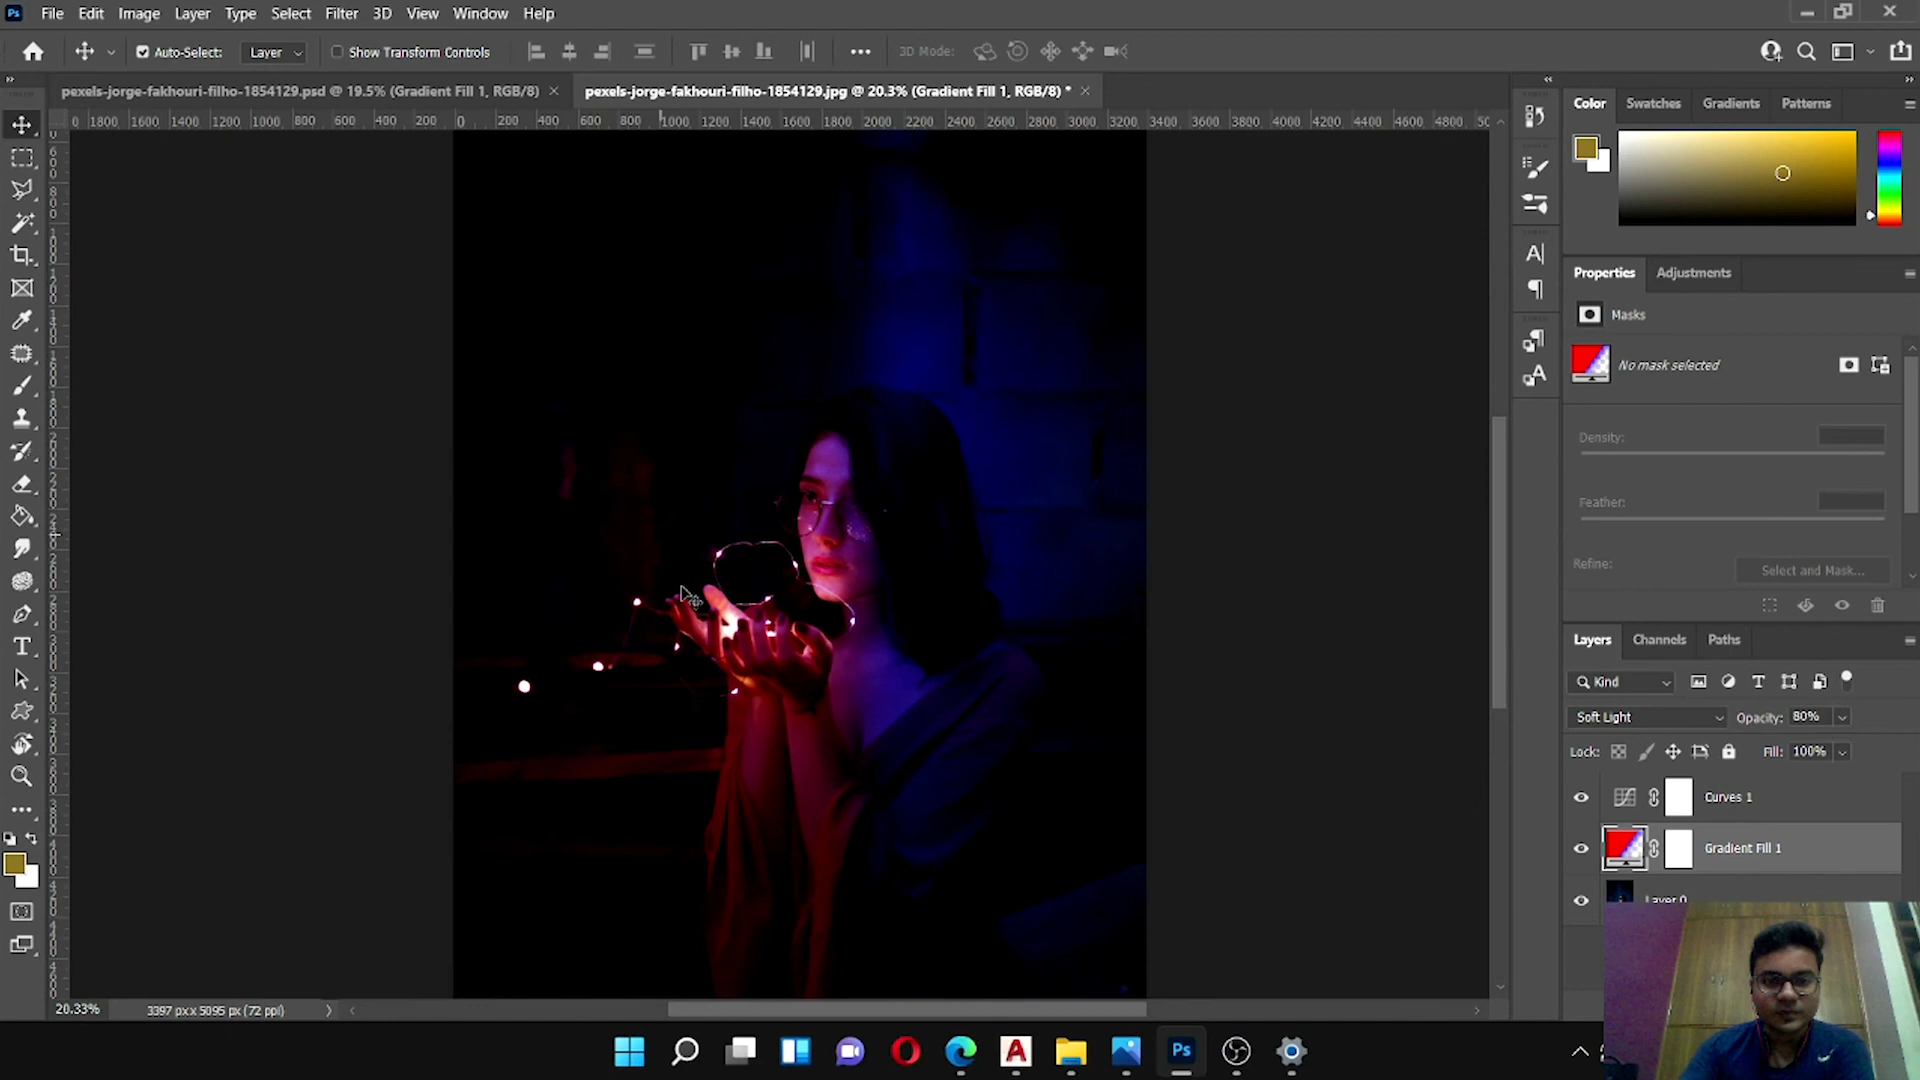 Ps File Edit Image Layer Type Select Filter 3D View Window Help
Auto-Select: Layer Show Transform Controls 3D Mode:
pexels-jorge-fakhouri-filho-1854129.psd @ 19.5% (Gradient Fill 1, RGB/8) pexels-jorge-fakhouri-filho-1854129.jpg @ 20.3% (Gradient Fill 1, RGB/8) *
0 1800 1600 1400 1200 1000 800 600 400 200 0 200 400 600 800 1000 1200 1400 1600 1800 2000 2200 2400 2600 2800 3000 3200 3400 3600 3800 4000 4200 4400 4600 4800
Color Swatches Gradients Patterns
Properties Adjustments
Masks
No mask selected
Density:
Feather:
Refine: Select and Mask...
Layers Channels Paths
Kind
Soft Light Opacity: 80%
Lock: Fill: 100%
Curves 1
Gradient Fill 1
Layer 0
20.33% 3397 px x 5095 px (72 ppi)
Ps